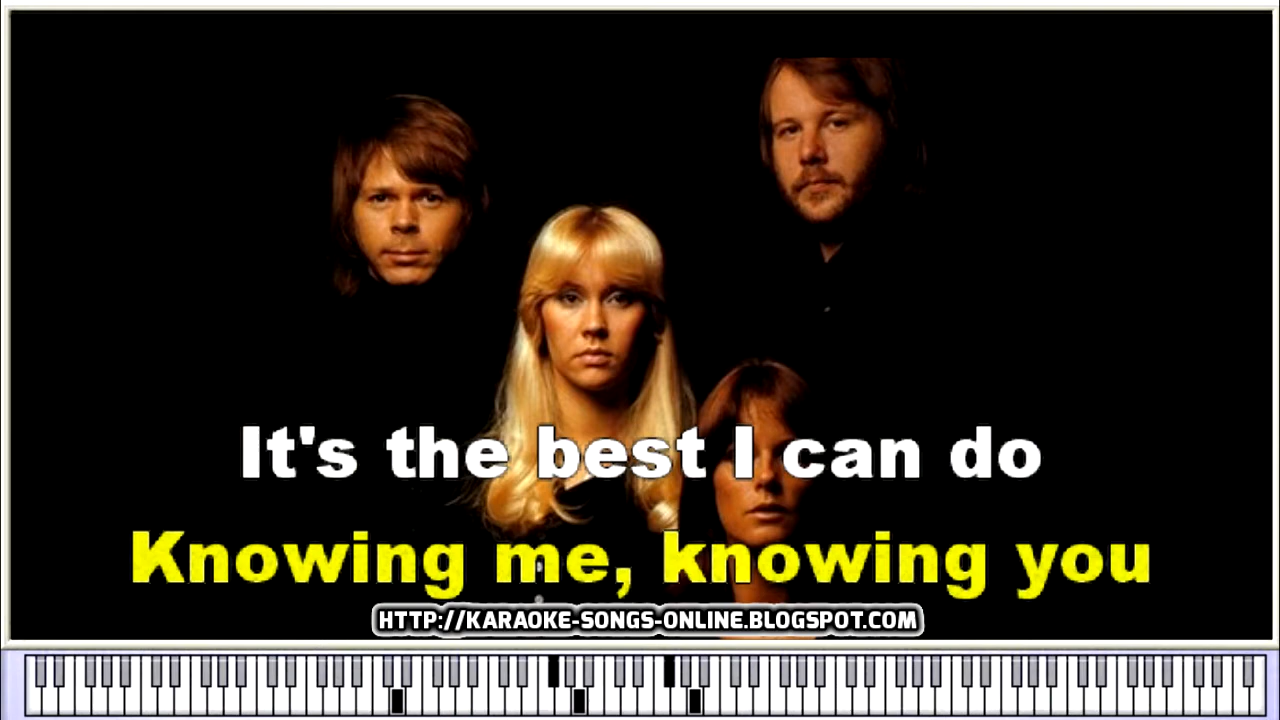 It's the best I can do
Knowing me, knowing you
HTTP://KARAOKE-SONGS-ONLINE.BLOGSPOT.COM